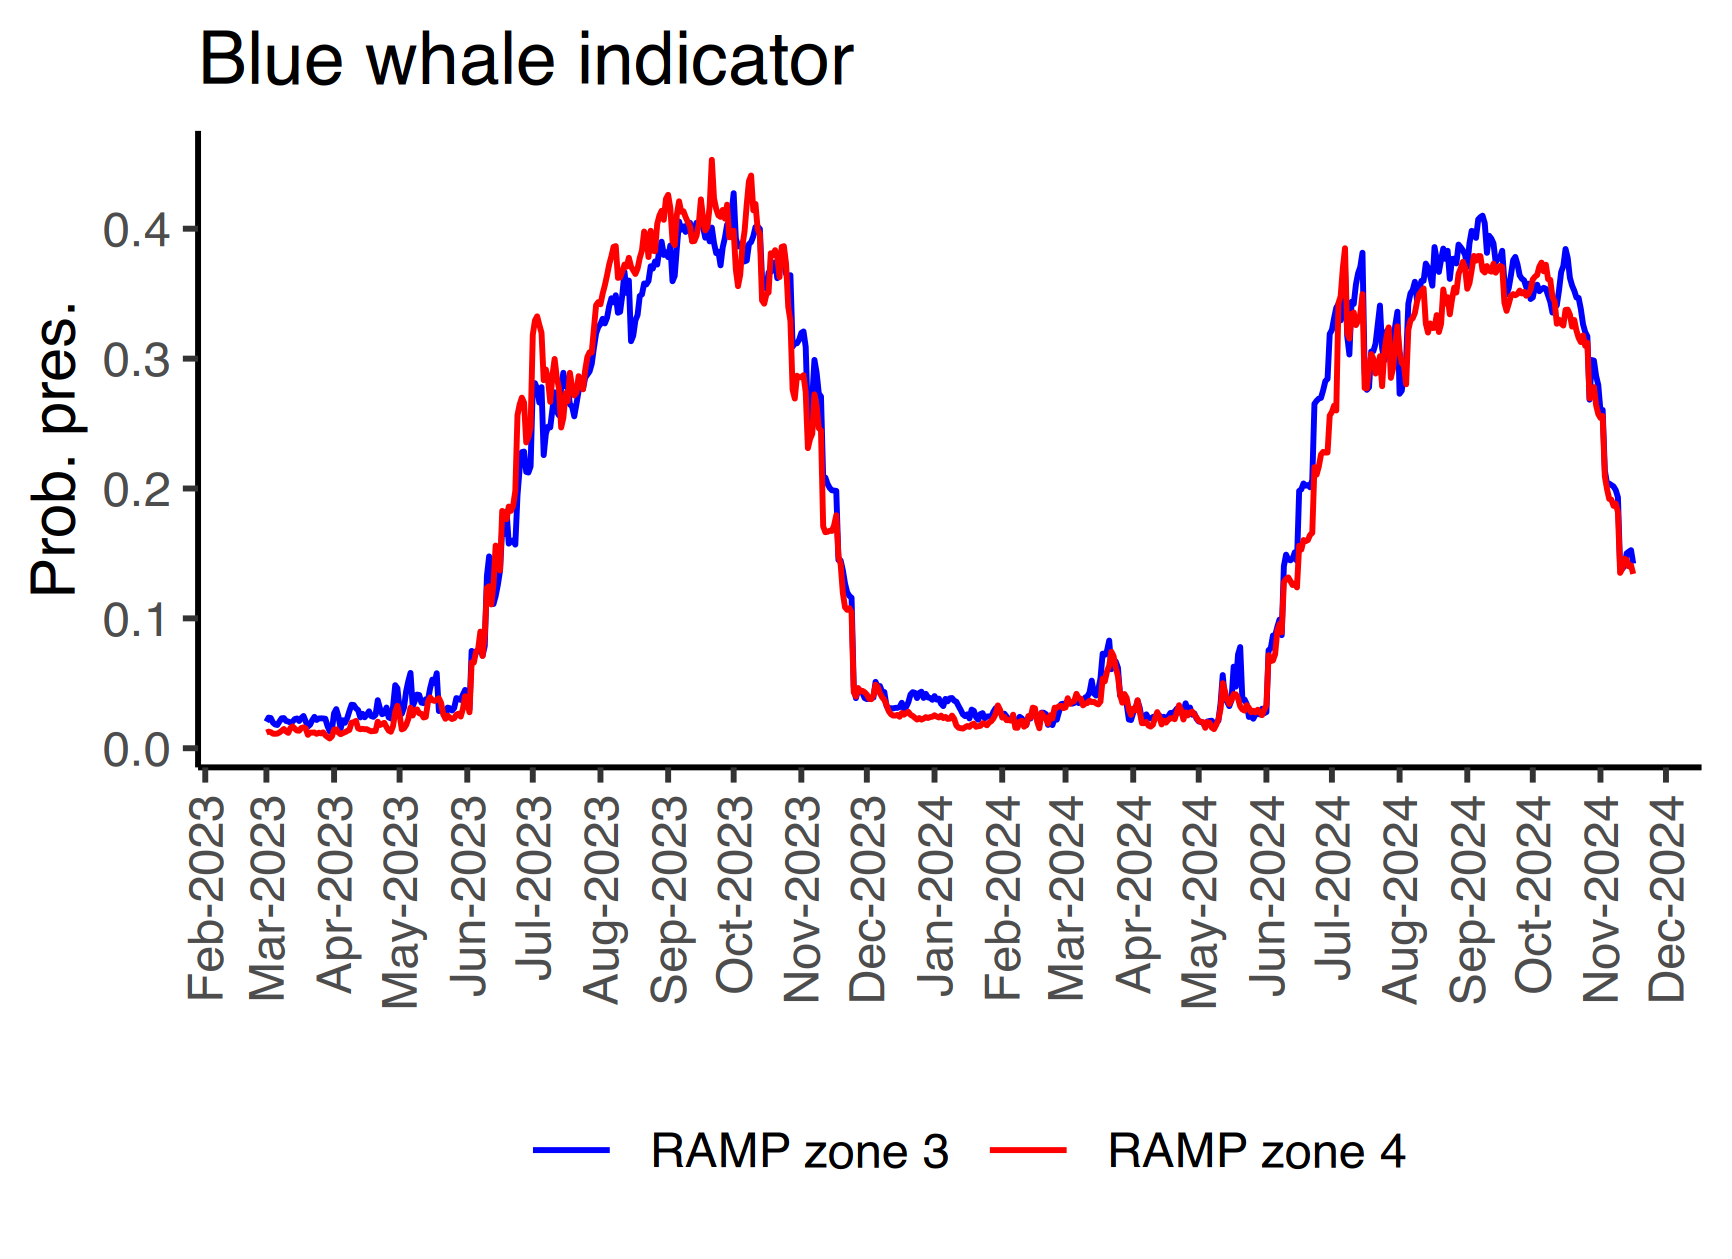 Blue whale indicator
Prob. pres.
0.4
0.3
0.2
0.1
0.0
Feb-2023
Mar-2023
Apr-2023
May-2023
Jun-2023
Jul-2023
Aug-2023
Sep-2023
Oct-2023
Nov-2023
Dec-2023
Jan-2024
Feb-2024
Mar-2024
Apr-2024
May-2024
Jun-2024
Jul-2024
Aug-2024
Sep-2024
Oct-2024
Nov-2024
Dec-2024
RAMP zone 3
RAMP zone 4